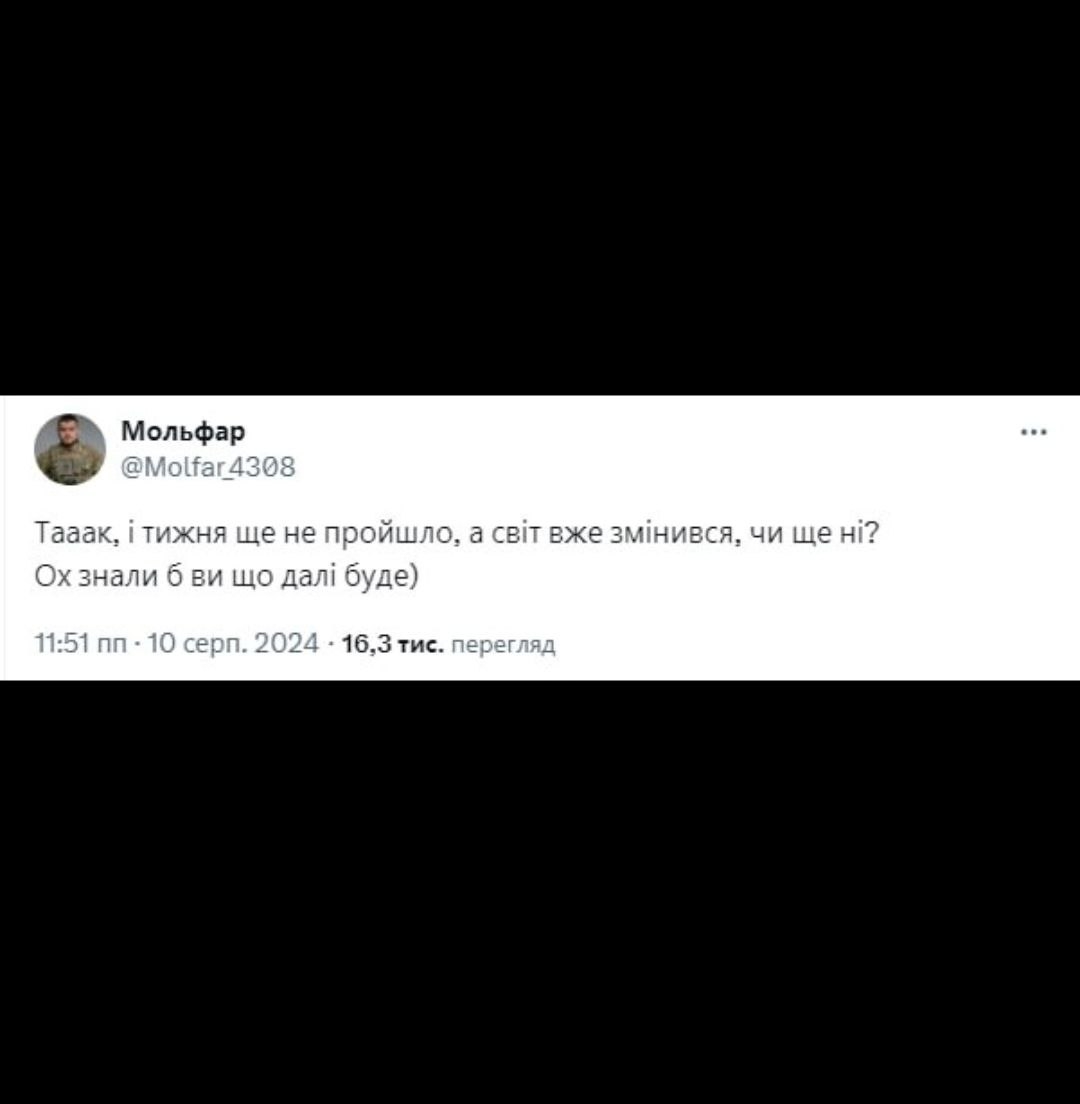 Мольфар
@Molfar_4308
Тааак, і тижня ще не пройшло, а світ вже змінився, чи ще ні?
Ох знали б ви що далі буде)
11:51 пп · 10 серп. 2024 · 16,3 тис. перегляд